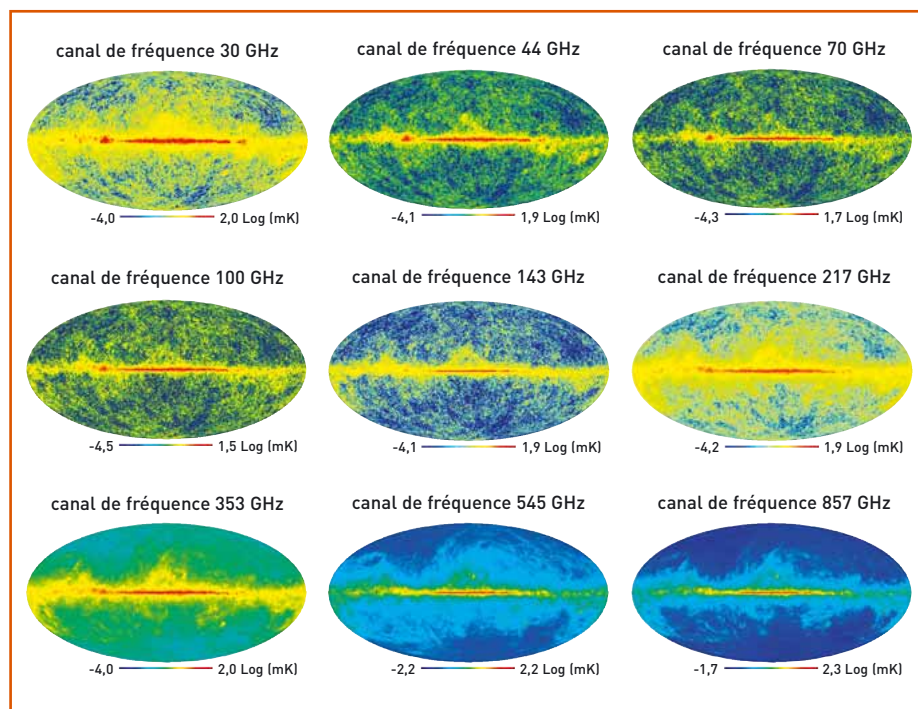 canal de fréquence 30 GHz
canal de fréquence 44 GHz
canal de fréquence 70 GHz
-4,0 2,0 Log (mK)
-4,1 1,9 Log (mK)
-4,3 1,7 Log (mK)
canal de fréquence 100 GHz
canal de fréquence 143 GHz
canal de fréquence 217 GHz
-4,5 1,5 Log (mK)
-4,1 1,9 Log (mK)
-4,2 1,9 Log (mK)
canal de fréquence 353 GHz
canal de fréquence 545 GHz
canal de fréquence 857 GHz
-4,0 2,0 Log (mK)
-2,2 2,2 Log (mK)
-1,7 2,3 Log (mK)